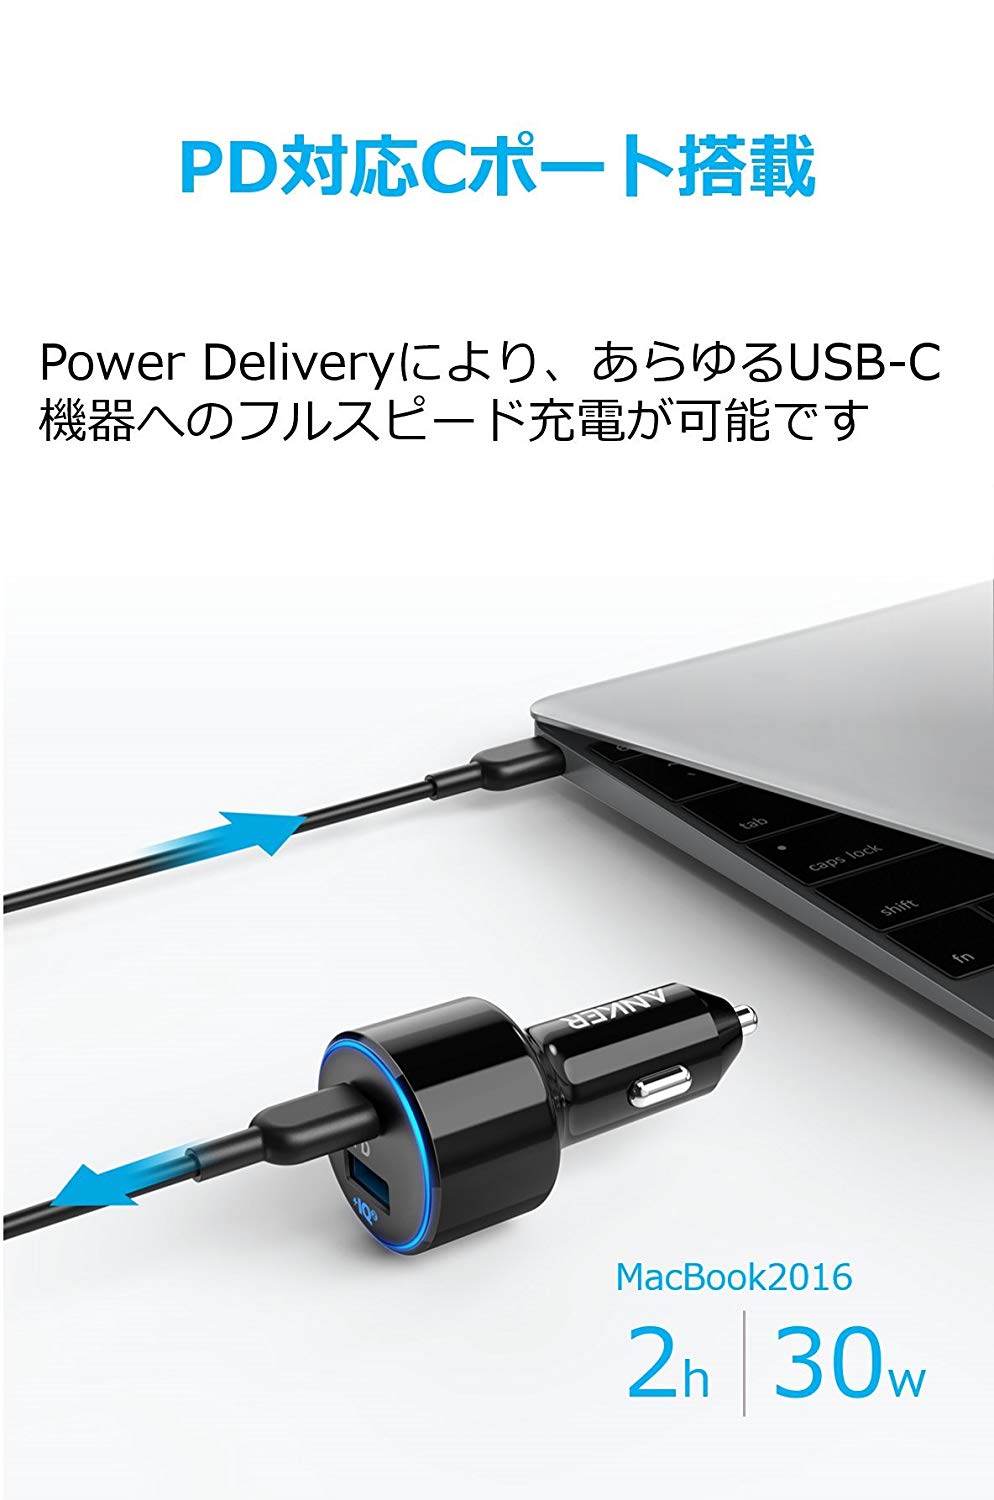 PD対応Cポート搭載
Power Deliveryにより、あらゆるUSB-C
機器へのフルスピード充電が可能です
tab
caps lock
shift
fn
ANKER
PD
IQ2
MacBook2016
2h | 30w